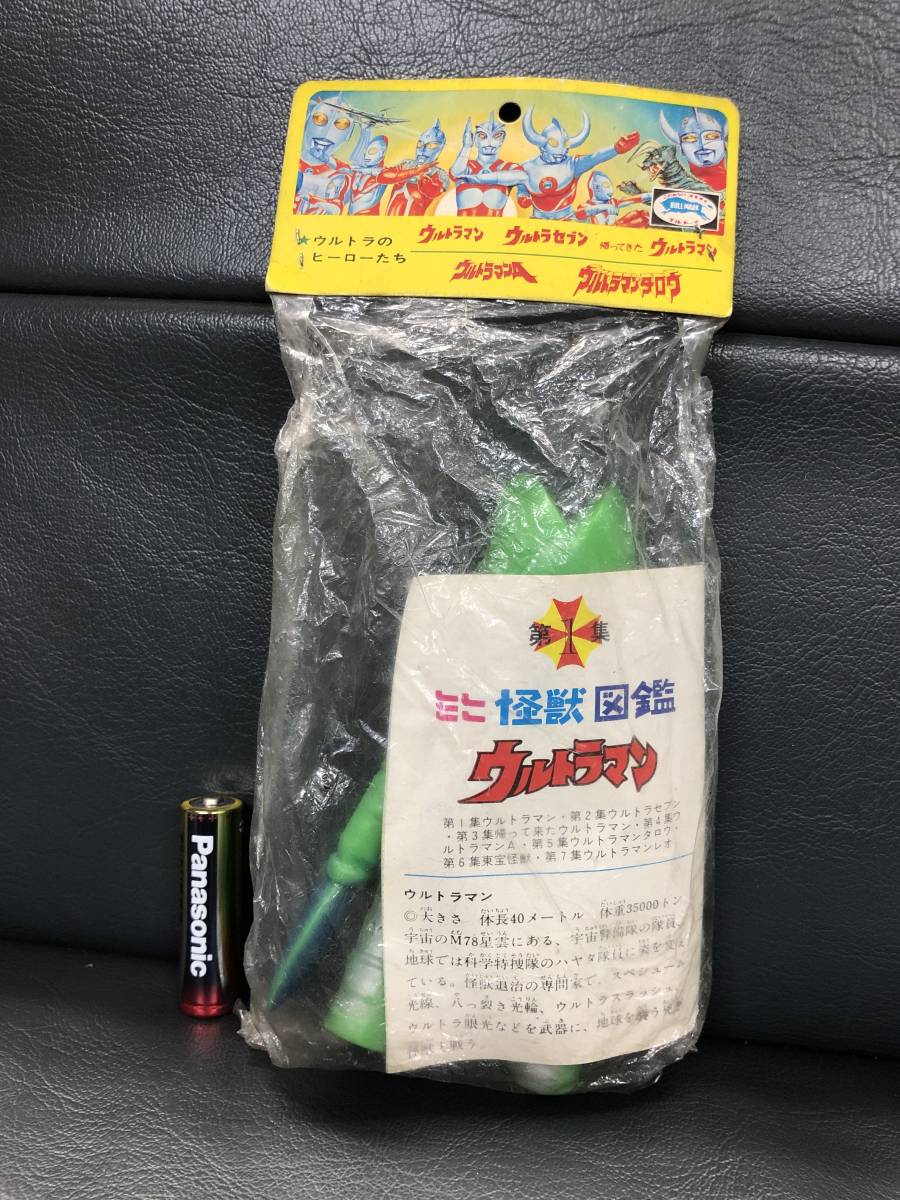 BULLMARK
★ウルトラの
ヒーローたち
ウルトラマン ウルトラセブン 帰ってきたウルトラマン
ウルトラマンA ウルトラマンタロウ
第1集
ミニ怪獣図鑑
ウルトラマン
第1集ウルトラマン・第2集ウルトラセブン
・第3集帰って来たウルトラマン・第4集ウ
ルトラマンA・第5集ウルトラマンタロウ・
第6集東宝怪獣・第7集ウルトラマンレオ
ウルトラマン
◎大きさ 体長40メートル 体重35000トン
宇宙のM78星雲にある、宇宙警備隊の隊員、
地球では科学特捜隊のハヤタ隊員に姿を変え
ている。怪獣退治の専門家で、スペシューム
光線、八つ裂き光輪、ウルトラスラッシュ
ウルトラ眼光などを武器に、地球を襲う
戦う。
Panasonic